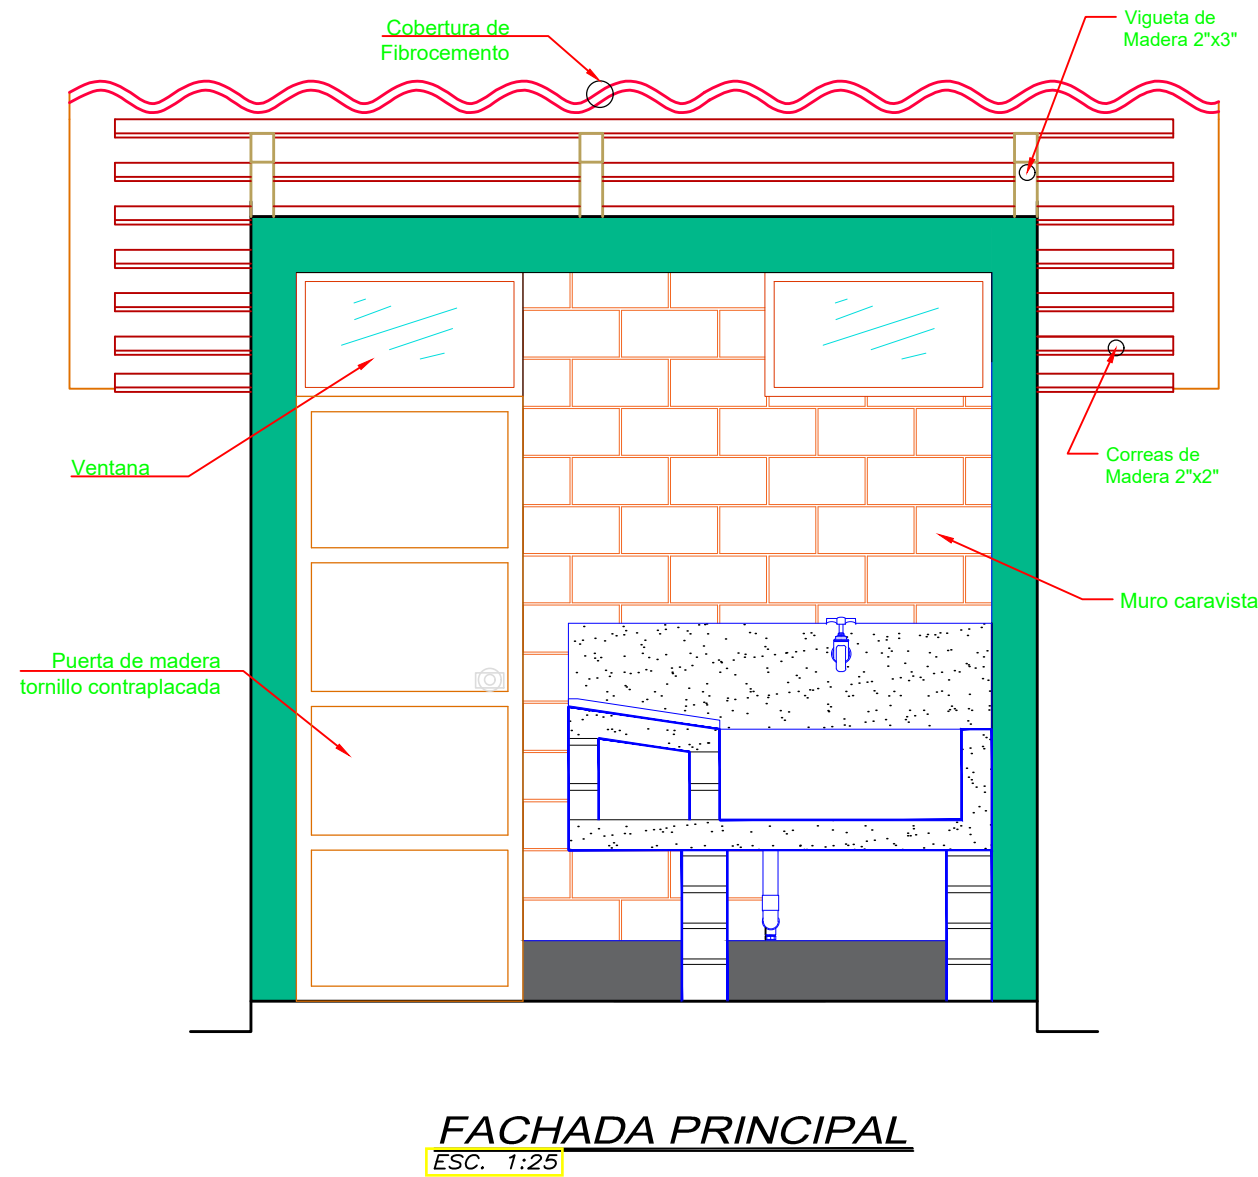 Cobertura de
Fibrocemento
Vigueta de
Madera 2"x3"
Ventana
Correas de
Madera 2"x2"
Muro caravista
Puerta de madera
tornillo contraplacada
FACHADA PRINCIPAL
ESC. 1:25